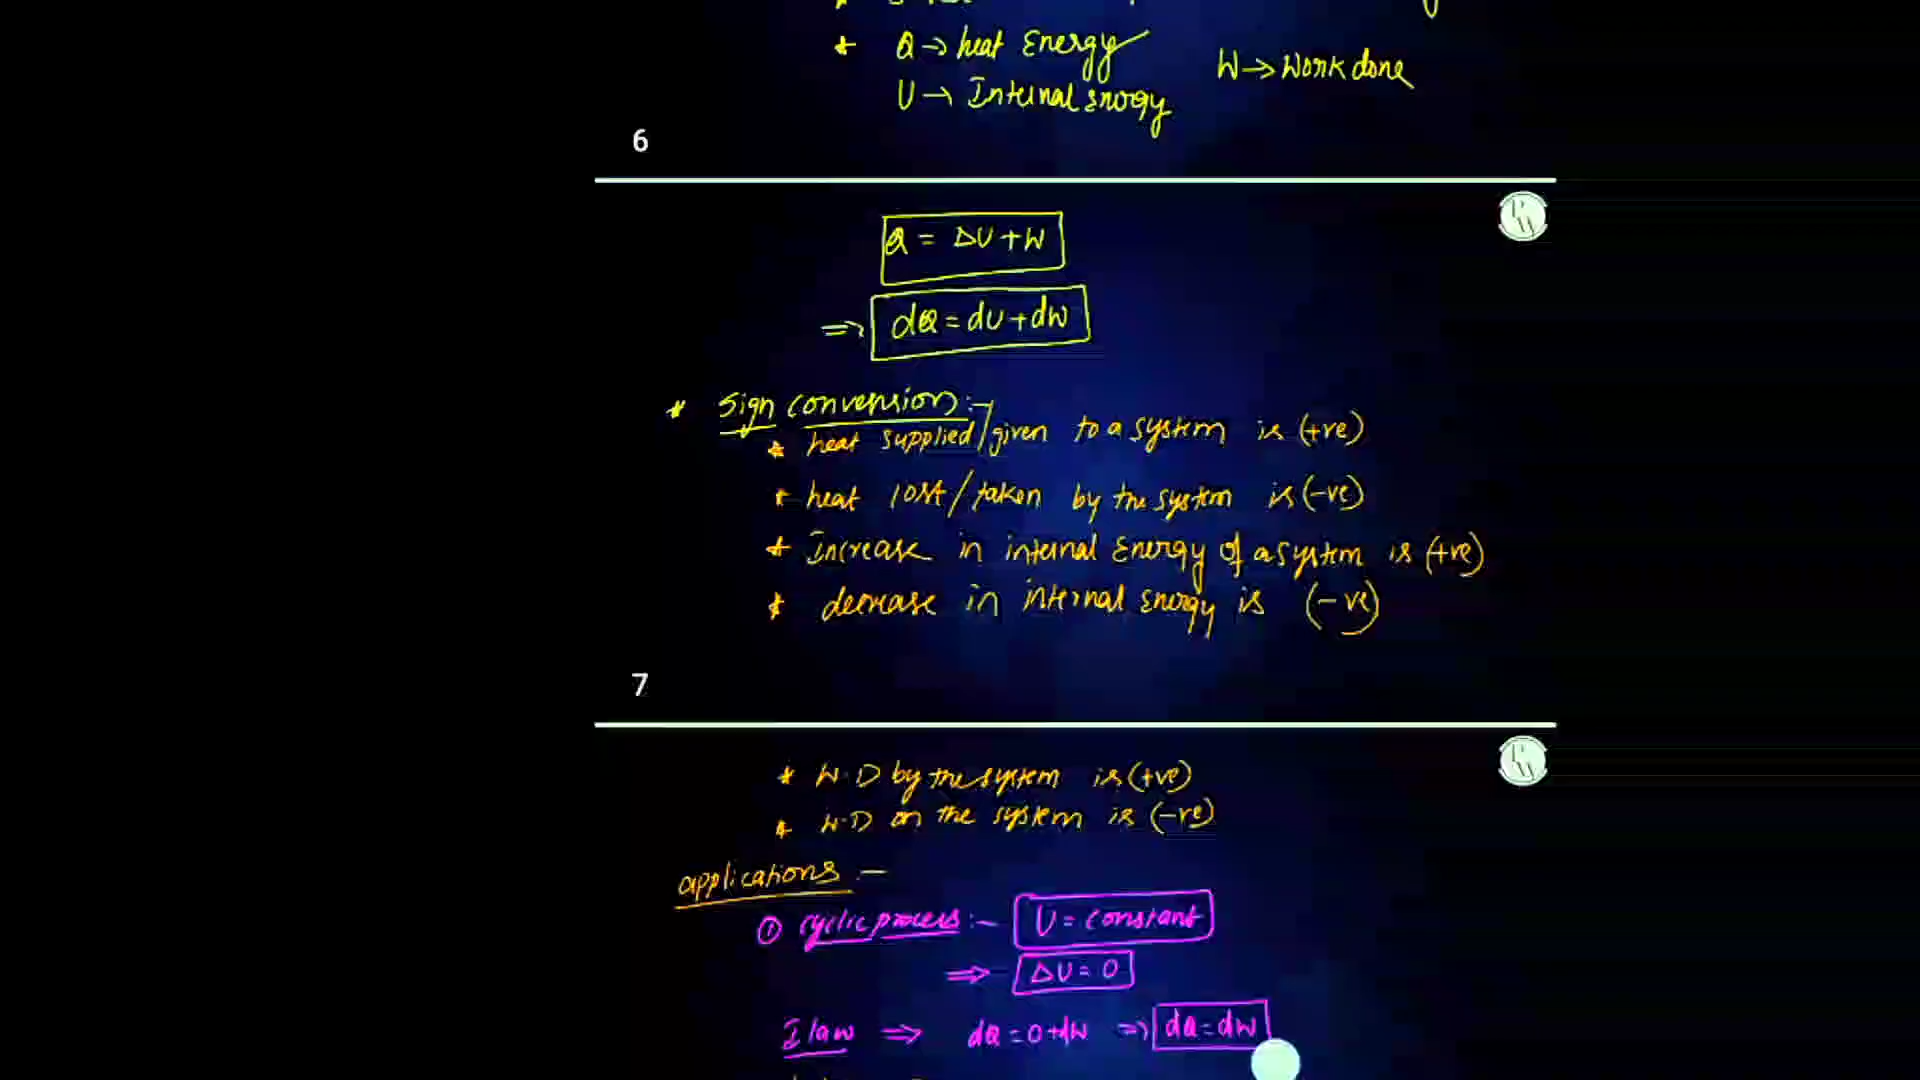 * Q → heat Energy
W → Work done
U → Internal Energy
6
Q = ΔU + W
⇒ dQ = dU + dW
* Sign Conversion :-
* heat supplied/given to a system is (+ve)
* heat lost/taken by the system is (-ve)
* Increase in internal Energy of a system is (+ve)
* decrease in internal Energy is (-ve)
7
* W.D by the system is (+ve)
* W.D on the system is (-ve)
applications :-
① Cyclic process :- U = constant
⇒ ΔU = 0
I law ⇒ dQ = 0 + dW ⇒ dQ = dW